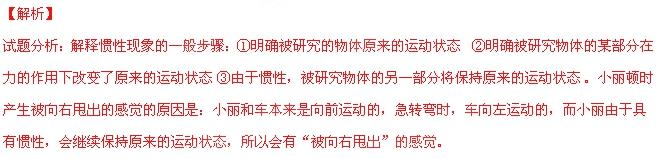 【解析】
试题分析：解释惯性现象的一般步骤：①明确被研究的物体原来的运动状态 ②明确被研究物体的某部分在
力的作用下改变了原来的运动状态③由于惯性，被研究物体的另一部分将保持原来的运动状态。小丽顿时
产生被向右甩出的感觉的原因是：小丽和车本来是向前运动的，急转弯时，车向左运动的，而小丽由于具
有惯性，会继续保持原来的运动状态，所以会有“被向右甩出”的感觉。